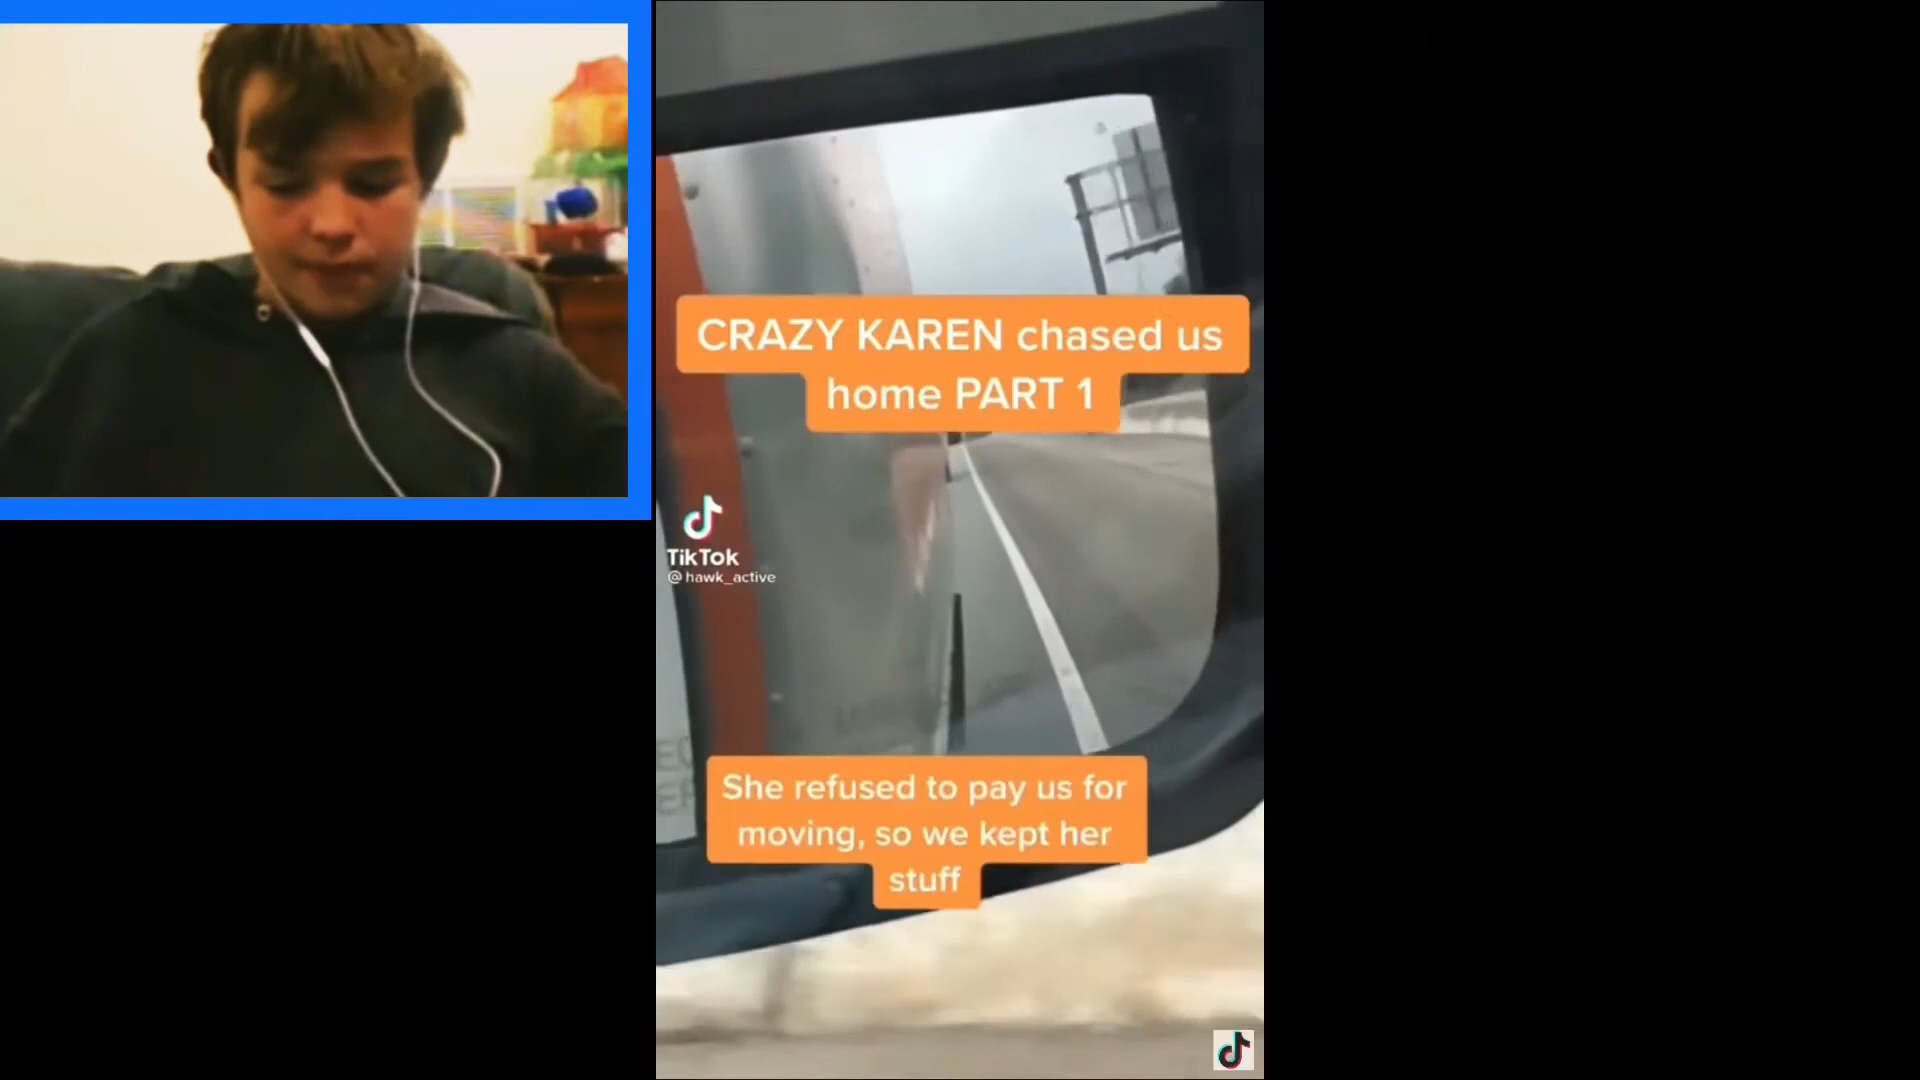 CRAZY KAREN chased us
home PART 1
TikTok
@hawk_active
She refused to pay us for
moving, so we kept her
stuff